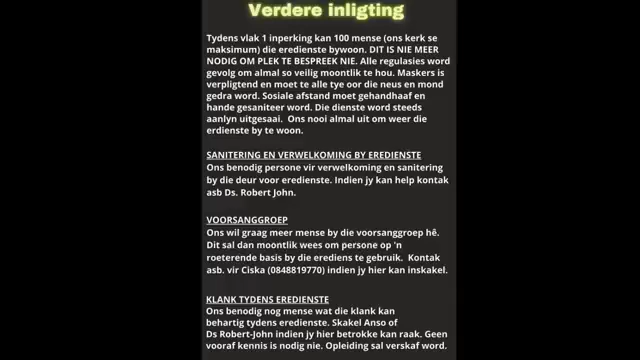 Verdere inligting
Tydens vlak 1 inperking kan 100 mense (ons kerk se
maksimum) die eredienste bywoon. DIT IS NIE MEER
NODIG OM PLEK TE BESPREEK NIE. Alle regulasies word
gevolg om almal so veilig moontlik te hou. Maskers is
verpligtend en moet te alle tye oor die neus en mond
gedra word. Sosiale afstand moet gehandhaaf en
hande gesaniteer word. Die dienste word steeds
aanlyn uitgesaai.  Ons nooi almal uit om weer die
erdienste by te woon.
SANITERING EN VERWELKOMING BY EREDIENSTE
Ons benodig persone vir verwelkoming en sanitering
by die deur voor eredienste. Indien jy kan help kontak
asb Ds. Robert John.
VOORSANGGROEP
Ons wil graag meer mense by die voorsanggroep hê.
Dit sal dan moontlik wees om persone op 'n
roeterende basis by die erediens te gebruik.  Kontak
asb. vir Ciska (0848819770) indien jy hier kan inskakel.
KLANK TYDENS EREDIENSTE
Ons benodig nog mense wat die klank kan
behartig tydens eredienste. Skakel Anso of
Ds Robert-John indien jy hier betrokke kan raak. Geen
vooraf kennis is nodig nie. Opleiding sal verskaf word.